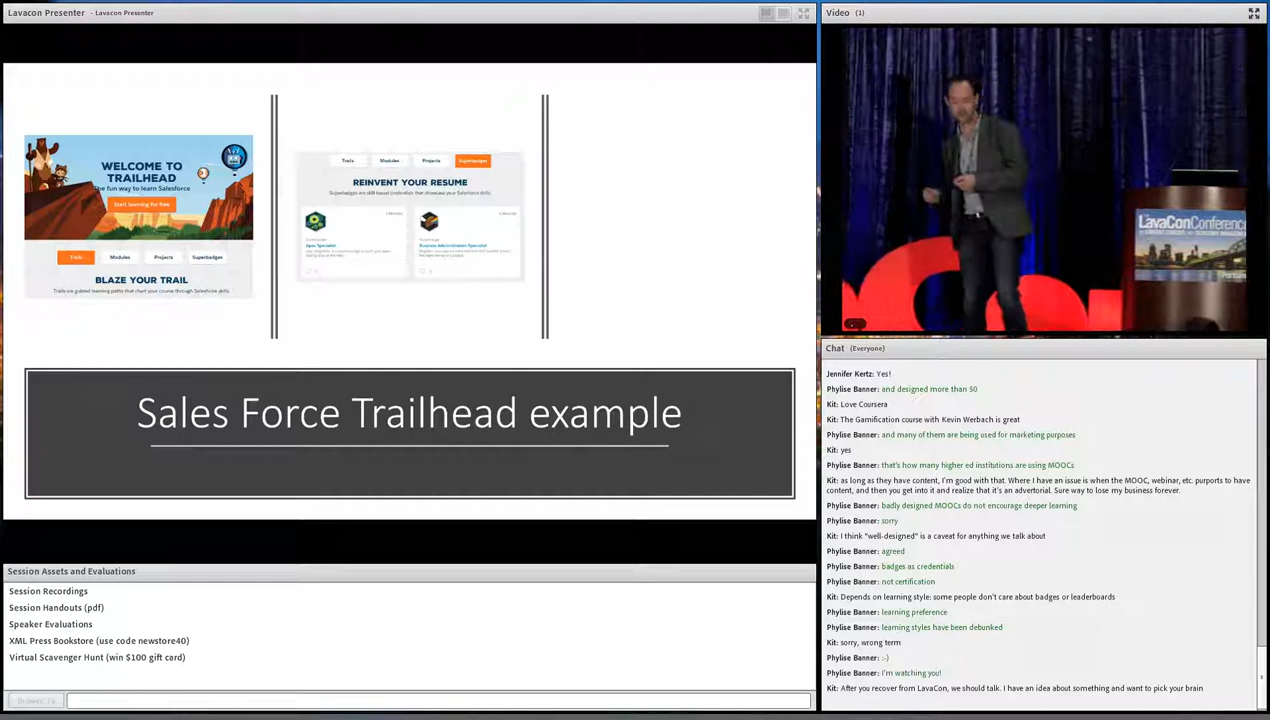 Lavacon Presenter - Lavacon Presenter
WELCOME TO
TRAILHEAD
The fun way to learn Salesforce
Start learning for free
Trails Modules Projects Superbadges
BLAZE YOUR TRAIL
Trails are guided learning paths that chart your course through Salesforce skills.
Trails Modules Projects Superbadges
REINVENT YOUR RESUME
Superbadges are skill based credentials that showcase your Salesforce skills.
Apex Specialist
Business Administration Specialist
Sales Force Trailhead example
Session Assets and Evaluations
Session Recordings
Session Handouts (pdf)
Speaker Evaluations
XML Press Bookstore (use code newstore40)
Virtual Scavenger Hunt (win $100 gift card)
Browse To
Video (1)
LavaConConference
Chat (Everyone)
Jennifer Kertz: Yes!
Phylise Banner: and designed more than 50
Kit: Love Coursera
Kit: The Gamification course with Kevin Werbach is great
Phylise Banner: and many of them are being used for marketing purposes
Kit: yes
Phylise Banner: that's how many higher ed institutions are using MOOCs
Kit: as long as they have content, I'm good with that. Where I have an issue is when the MOOC, webinar, etc. purports to have
content, and then you get into it and realize that it's an advertorial. Sure way to lose my business forever.
Phylise Banner: badly designed MOOCs do not encourage deeper learning
Phylise Banner: sorry
Kit: I think "well-designed" is a caveat for anything we talk about
Phylise Banner: agreed
Phylise Banner: badges as credentials
Phylise Banner: not certification
Kit: Depends on learning style: some people don't care about badges or leaderboards
Phylise Banner: learning preference
Phylise Banner: learning styles have been debunked
Kit: sorry, wrong term
Phylise Banner: :-)
Phylise Banner: I'm watching you!
Kit: After you recover from LavaCon, we should talk. I have an idea about something and want to pick your brain